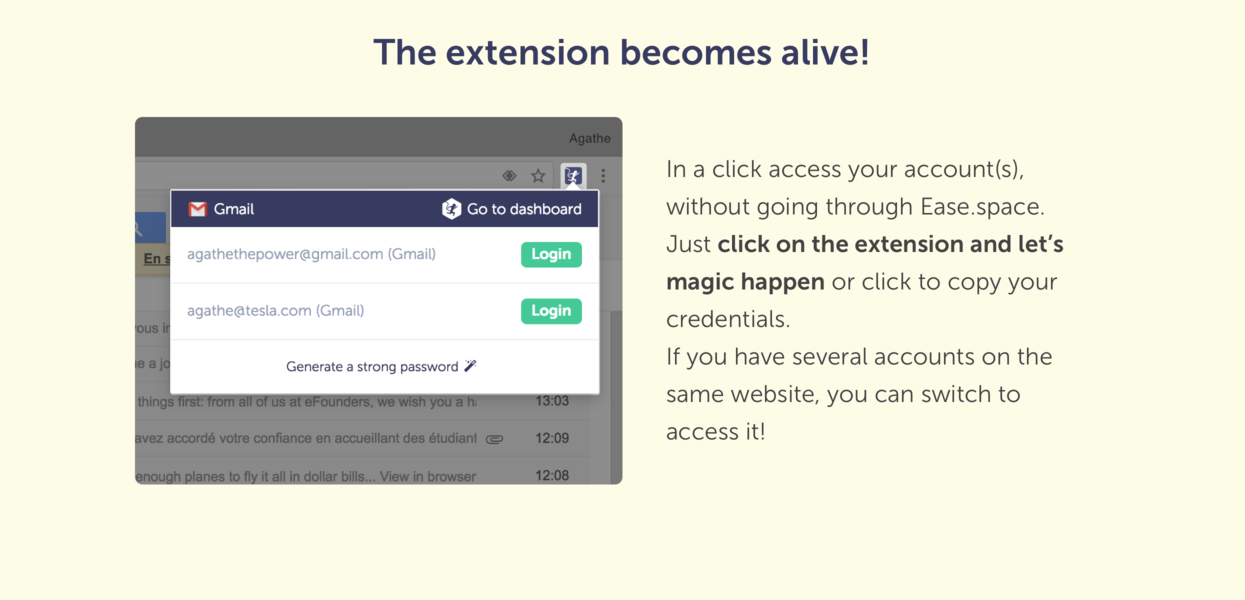 The extension becomes alive!
Agathe
Gmail
Go to dashboard
En s
agathethepower@gmail.com (Gmail)
Login
agathe@tesla.com (Gmail)
Login
vous i
e a jo
Generate a strong password
things first: from all of us at eFounders, we wish you a h
13:03
avez accordé votre confiance en accueillant des étudiant
12:09
enough planes to fly it all in dollar bills... View in browser
12:08
In a click access your account(s),
without going through Ease.space.
Just click on the extension and let’s
magic happen or click to copy your
credentials.
If you have several accounts on the
same website, you can switch to
access it!